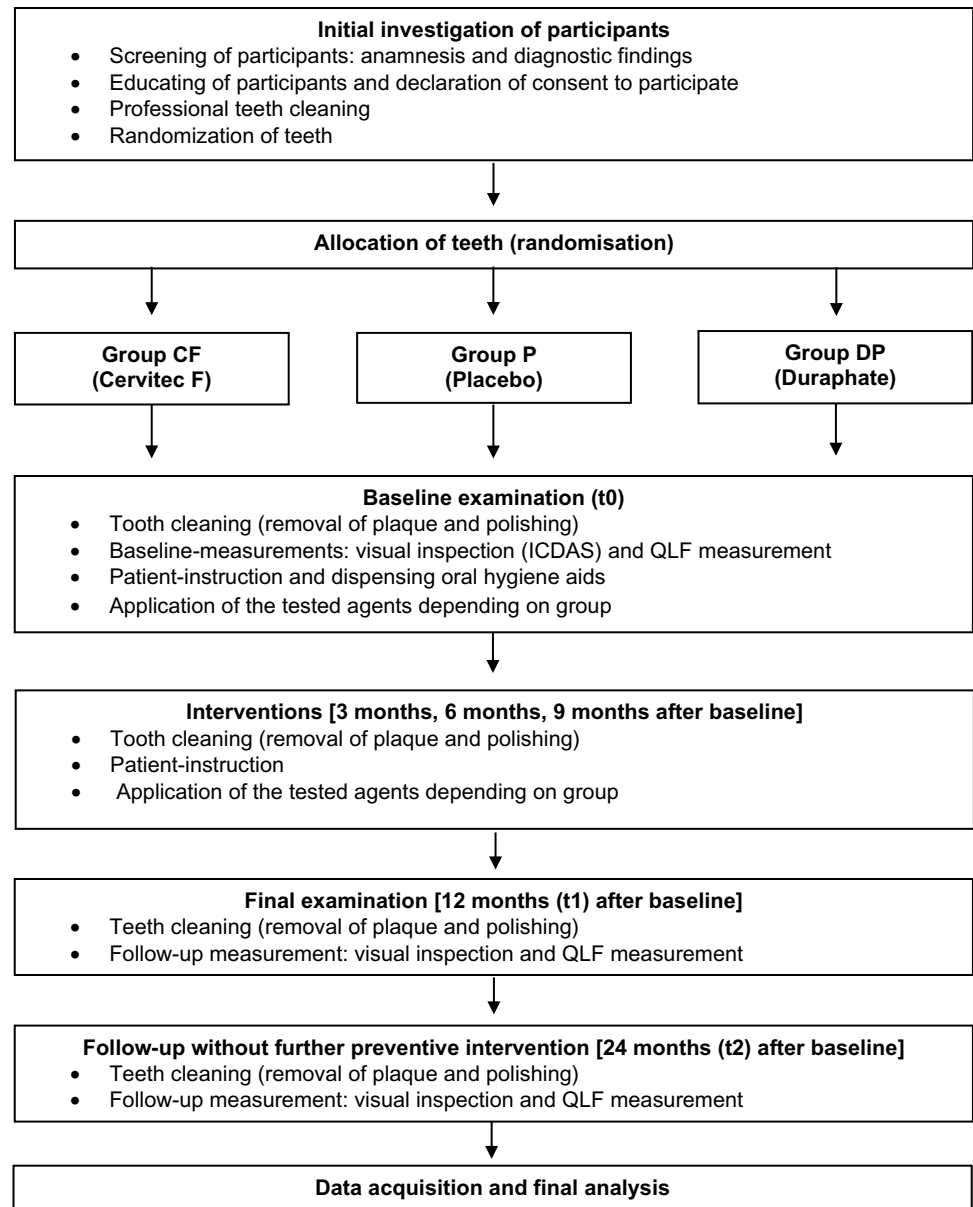 Initial investigation of participants
• Screening of participants: anamnesis and diagnostic findings
• Educating of participants and declaration of consent to participate
• Professional teeth cleaning
• Randomization of teeth
Allocation of teeth (randomisation)
Group CF
(Cervitec F)
Group P
(Placebo)
Group DP
(Duraphate)
Baseline examination (t0)
• Tooth cleaning (removal of plaque and polishing)
• Baseline-measurements: visual inspection (ICDAS) and QLF measurement
• Patient-instruction and dispensing oral hygiene aids
• Application of the tested agents depending on group
Interventions [3 months, 6 months, 9 months after baseline]
• Tooth cleaning (removal of plaque and polishing)
• Patient-instruction
• Application of the tested agents depending on group
Final examination [12 months (t1) after baseline]
• Teeth cleaning (removal of plaque and polishing)
• Follow-up measurement: visual inspection and QLF measurement
Follow-up without further preventive intervention [24 months (t2) after baseline]
• Teeth cleaning (removal of plaque and polishing)
• Follow-up measurement: visual inspection and QLF measurement
Data acquisition and final analysis